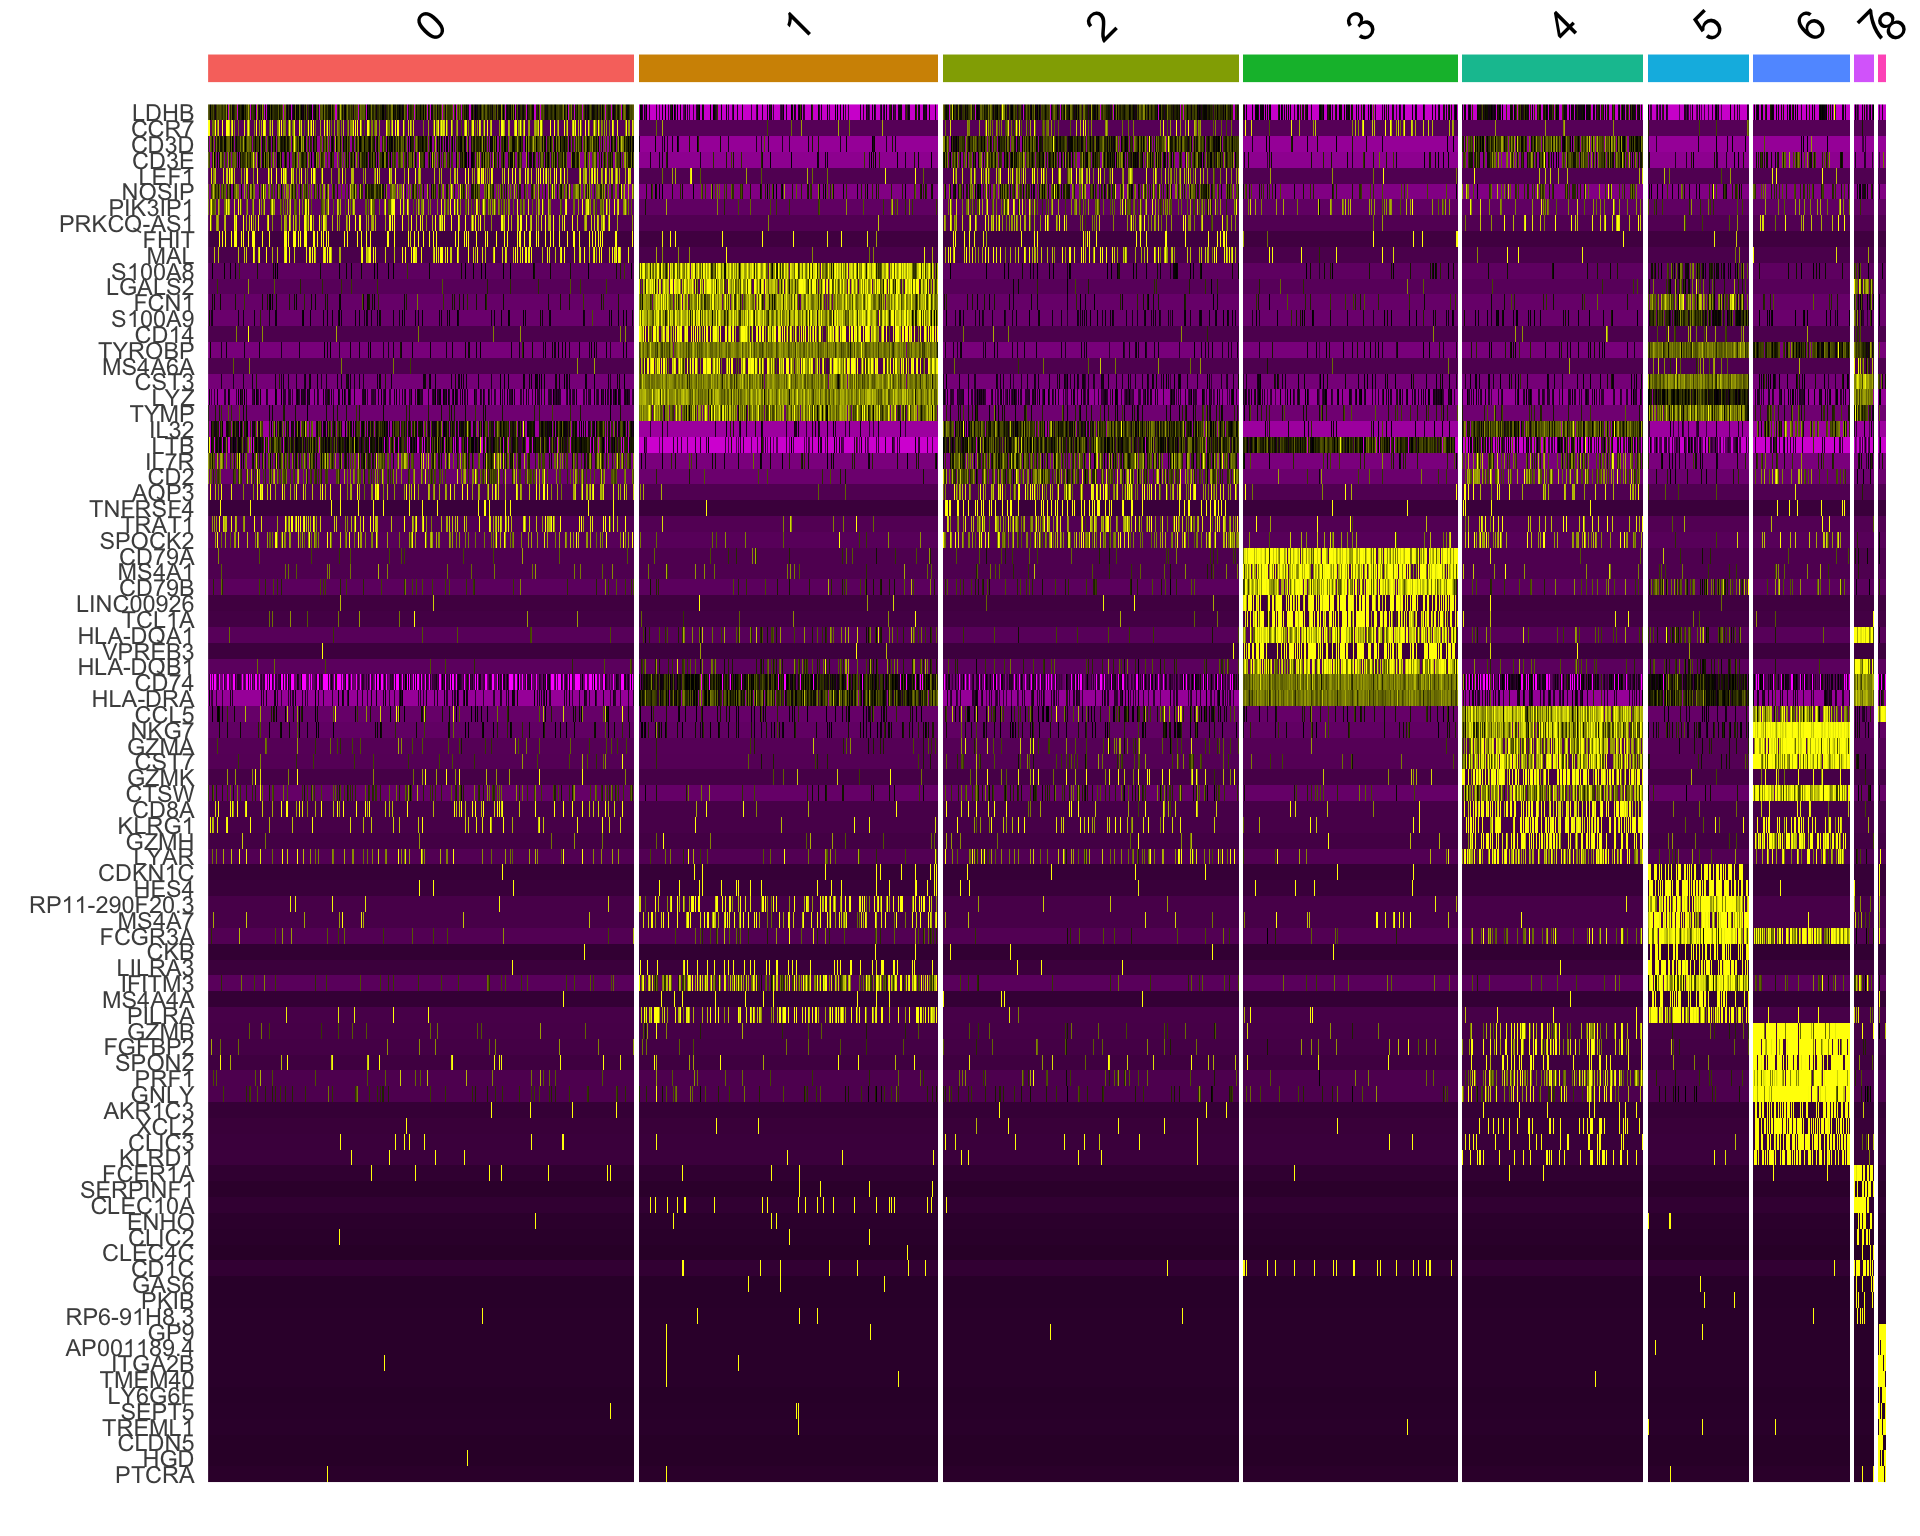 0 1 2 3 4 5 6 7 8
LDHB
CCR7
CD3D
CD3E
LEF1
NOSIP
PIK3IP1
PRKCQ-AS1
FHIT
MAL
S100A8
LGALS2
FCN1
S100A9
CD14
TYROBP
MS4A6A
CST3
LYZ
TYMP
IL32
LTB
IL7R
CD2
AQP3
TNFRSF4
TRAT1
SPOCK2
CD79A
MS4A1
CD79B
LINC00926
TCL1A
HLA-DQA1
VPREB3
HLA-DQB1
CD74
HLA-DRA
CCL5
NKG7
GZMA
CST7
GZMK
CTSW
CD8A
KLRG1
GZMH
LYAR
CDKN1C
HES4
RP11-290F20.3
MS4A7
FCGR3A
CKB
LILRA3
IFITM3
MS4A4A
PILRA
GZMB
FGFBP2
SPON2
PRF1
GNLY
AKR1C3
XCL2
CLIC3
KLRD1
FCER1A
SERPINF1
CLEC10A
ENHO
CLIC2
CLEC4C
CD1C
GAS6
PKIB
RP6-91H8.3
GP9
AP001189.4
ITGA2B
TMEM40
LY6G6F
SEPT5
TREML1
CLDN5
HGD
PTCRA